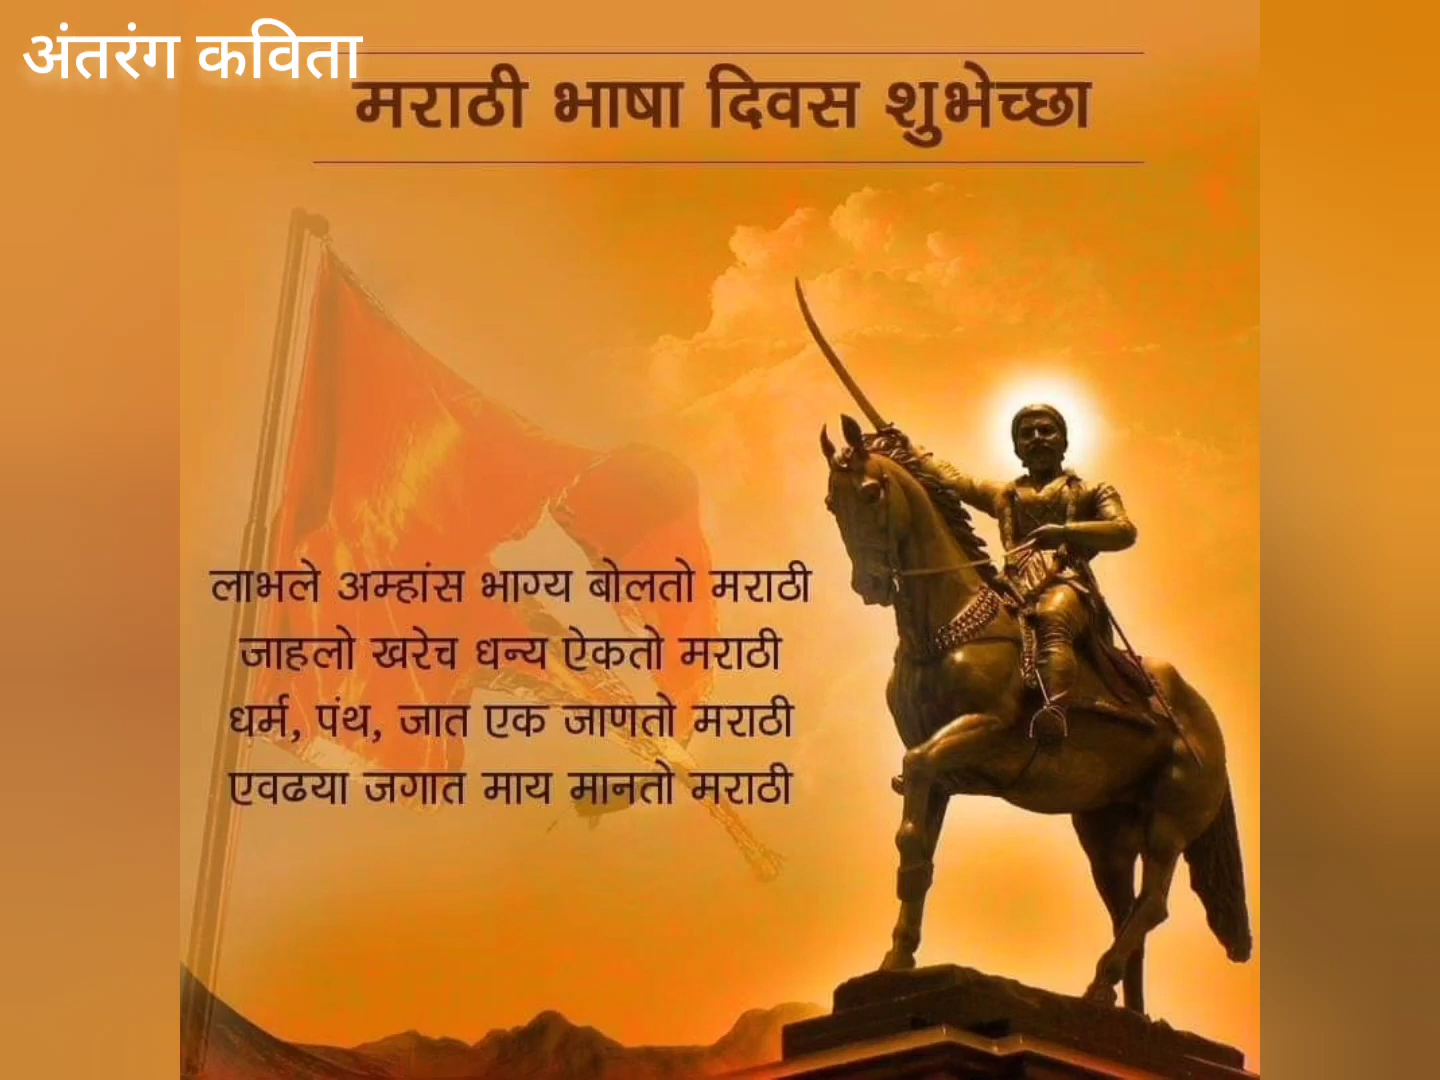 अंतरंग कविता
मराठी भाषा दिवस शुभेच्छा
लाभले अम्हांस भाग्य बोलतो मराठी
जाहलो खरेच धन्य ऐकतो मराठी
धर्म, पंथ, जात एक जाणतो मराठी
एवढया जगात माय मानतो मराठी